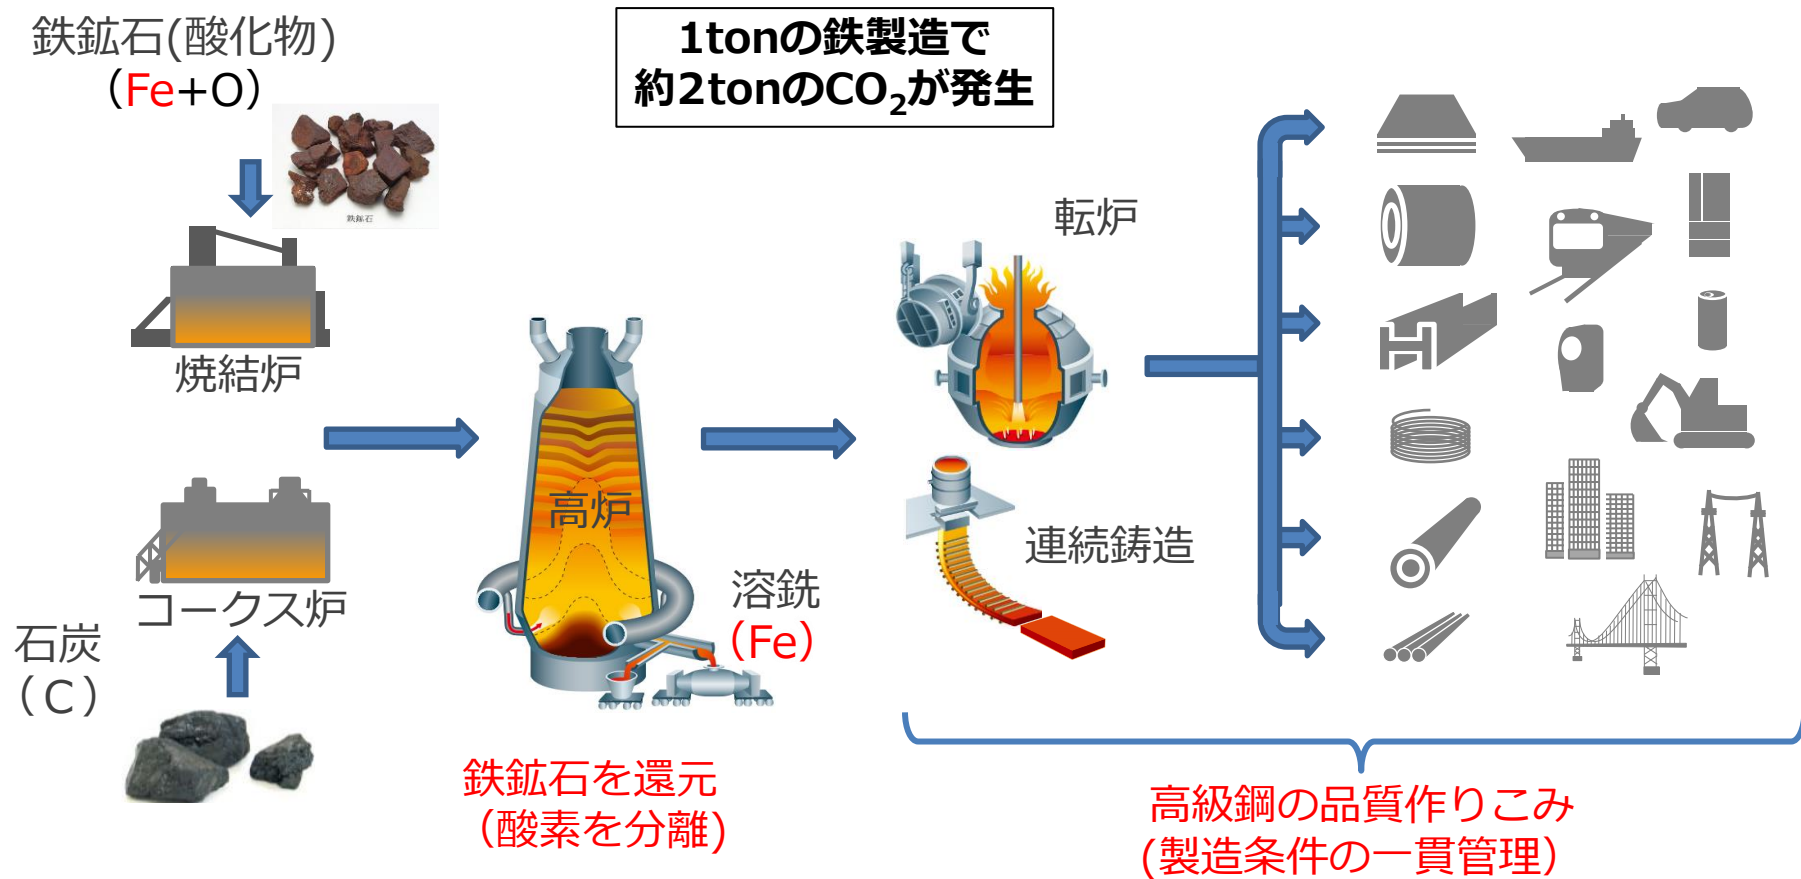 鉄鉱石(酸化物)
（Fe+O）
鉄鉱石
焼結炉
コークス炉
石炭
（C）
1tonの鉄製造で
約2tonのCO₂が発生
高炉
溶銑
（Fe）
鉄鉱石を還元
（酸素を分離)
転炉
連続鋳造
高級鋼の品質作りこみ
(製造条件の一貫管理）